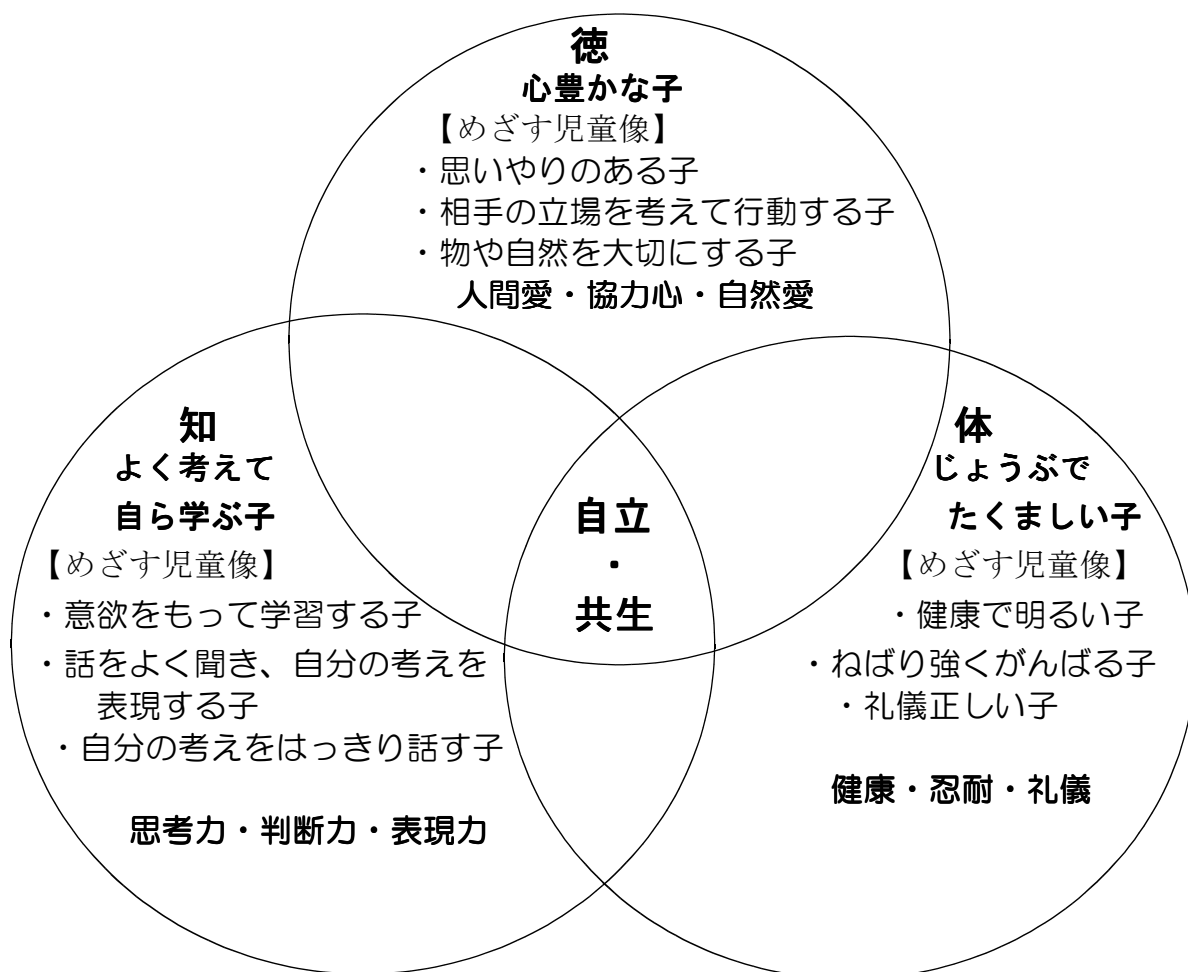 徳
心豊かな子
【めざす児童像】
・思いやりのある子
・相手の立場を考えて行動する子
・物や自然を大切にする子
人間愛・協力心・自然愛
知
よく考えて
自ら学ぶ子
【めざす児童像】
・意欲をもって学習する子
・話をよく聞き、自分の考えを
表現する子
・自分の考えをはっきり話す子
思考力・判断力・表現力
自立
・
共生
体
じょうぶで
たくましい子
【めざす児童像】
・健康で明るい子
・ねばり強くがんばる子
・礼儀正しい子
健康・忍耐・礼儀